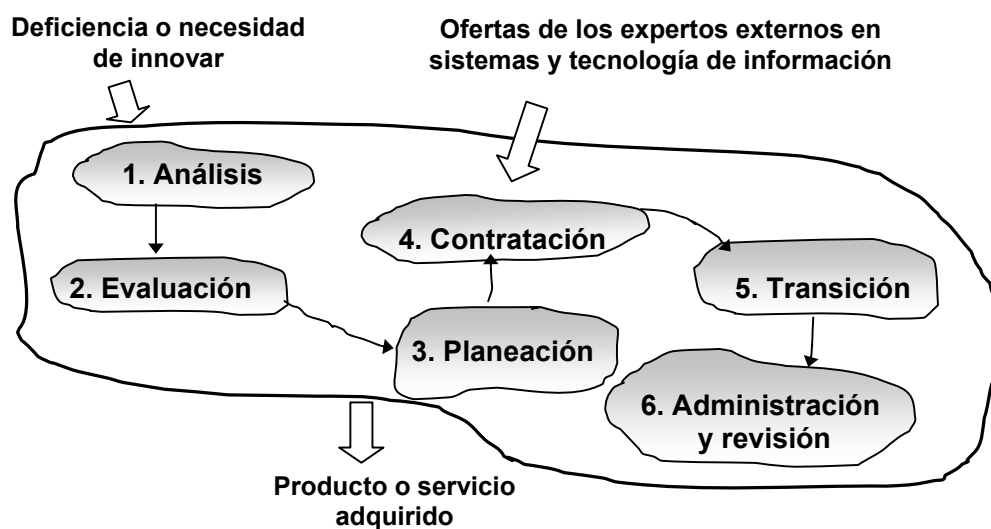 Deficiencia o necesidad
de innovar
Ofertas de los expertos externos en
sistemas y tecnología de información
1. Análisis
2. Evaluación
3. Planeación
4. Contratación
5. Transición
6. Administración
y revisión
Producto o servicio
adquirido